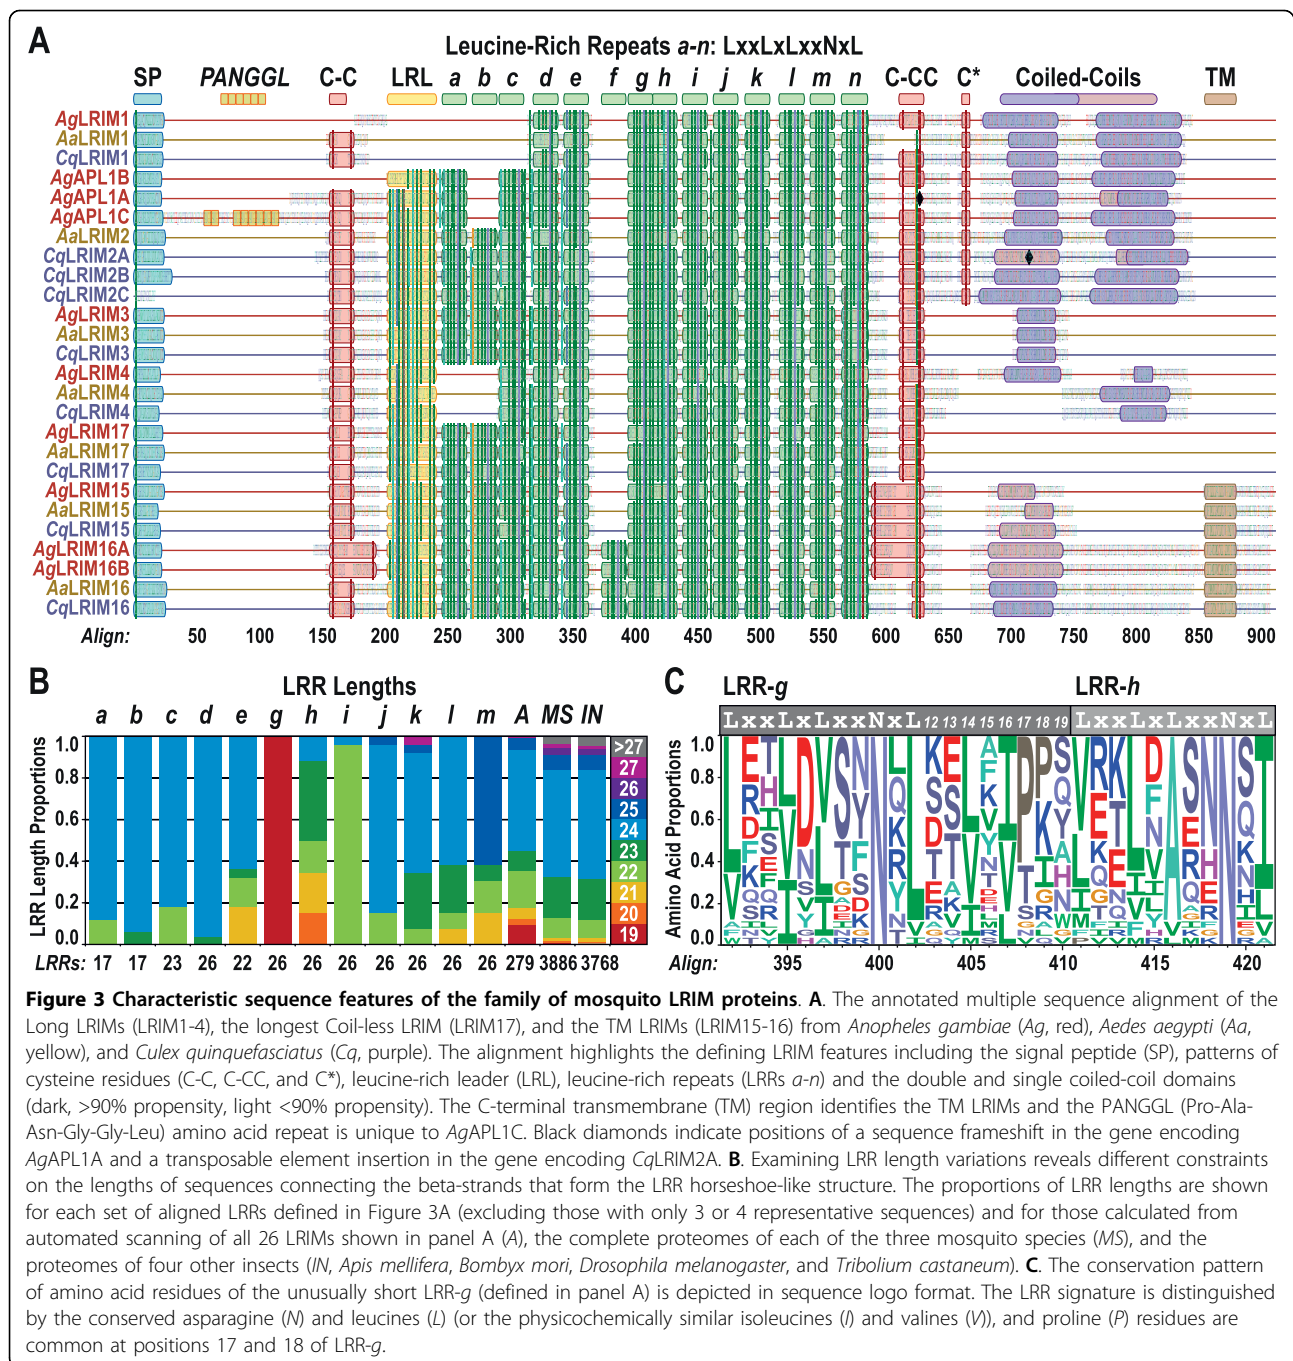 A
Leucine-Rich Repeats a-n: LxxLxLxxNxL
SP PANGGL C-C LRL a b c d e f g h i j k l m n C-CC C* Coiled-Coils TM
AgLRIM1
AaLRIM1
CqLRIM1
AgAPL1B
AgAPL1A
AgAPL1C
AaLRIM2
CqLRIM2A
CqLRIM2B
CqLRIM2C
AgLRIM3
AaLRIM3
CqLRIM3
AgLRIM4
AaLRIM4
CqLRIM4
AgLRIM17
AaLRIM17
CqLRIM17
AgLRIM15
AaLRIM15
CqLRIM15
AgLRIM16A
AgLRIM16B
AaLRIM16
CqLRIM16
Align: 50 100 150 200 250 300 350 400 450 500 550 600 650 700 750 800 850 900
B
LRR Lengths
a b c d e g h i j k l m A MS IN
LRR Length Proportions
1.0
0.8
0.6
0.4
0.2
0.0
>27
27
26
25
24
23
22
21
20
19
LRRs: 17 17 23 26 22 26 26 26 26 26 26 26 279 3886 3768
C
LRR-g LRR-h
L x x L x L x x N x L 12 13 14 15 16 17 18 19 L x x L x L x x N x L
Amino Acid Proportions
1.0
0.8
0.6
0.4
0.2
0.0
Align: 395 400 405 410 415 420
Figure 3 Characteristic sequence features of the family of mosquito LRIM proteins. A. The annotated multiple sequence alignment of the
Long LRIMs (LRIM1-4), the longest Coil-less LRIM (LRIM17), and the TM LRIMs (LRIM15-16) from Anopheles gambiae (Ag, red), Aedes aegypti (Aa,
yellow), and Culex quinquefasciatus (Cq, purple). The alignment highlights the defining LRIM features including the signal peptide (SP), patterns of
cysteine residues (C-C, C-CC, and C*), leucine-rich leader (LRL), leucine-rich repeats (LRRs a-n) and the double and single coiled-coil domains
(dark, >90% propensity, light <90% propensity). The C-terminal transmembrane (TM) region identifies the TM LRIMs and the PANGGL (Pro-Ala-
Asn-Gly-Gly-Leu) amino acid repeat is unique to AgAPL1C. Black diamonds indicate positions of a sequence frameshift in the gene encoding
AgAPL1A and a transposable element insertion in the gene encoding CqLRIM2A. B. Examining LRR length variations reveals different constraints
on the lengths of sequences connecting the beta-strands that form the LRR horseshoe-like structure. The proportions of LRR lengths are shown
for each set of aligned LRRs defined in Figure 3A (excluding those with only 3 or 4 representative sequences) and for those calculated from
automated scanning of all 26 LRIMs shown in panel A (A), the complete proteomes of each of the three mosquito species (MS), and the
proteomes of four other insects (IN, Apis mellifera, Bombyx mori, Drosophila melanogaster, and Tribolium castaneum). C. The conservation pattern
of amino acid residues of the unusually short LRR-g (defined in panel A) is depicted in sequence logo format. The LRR signature is distinguished
by the conserved asparagine (N) and leucines (L) (or the physicochemically similar isoleucines (I) and valines (V)), and proline (P) residues are
common at positions 17 and 18 of LRR-g.